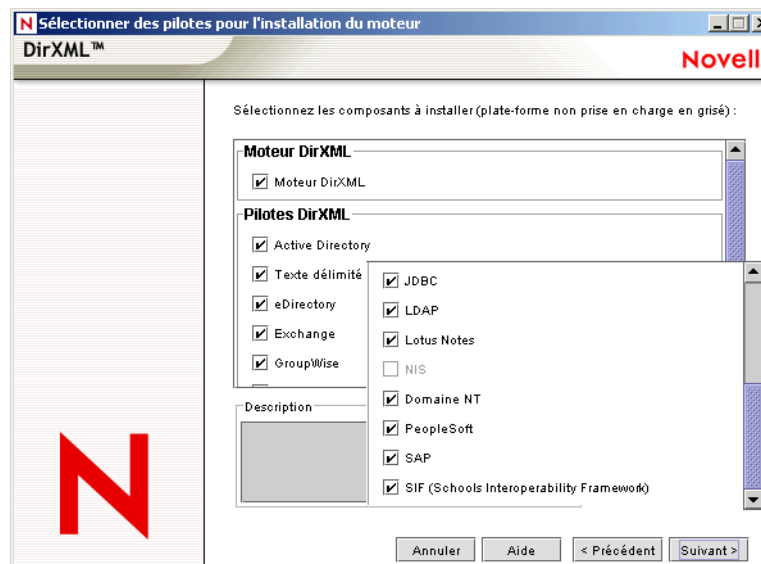 Sélectionner des pilotes pour l'installation du moteur
DirXML™
Novell
Sélectionnez les composants à installer (plate-forme non prise en charge en grisé) :
Moteur DirXML
Moteur DirXML
Pilotes DirXML
Active Directory
Texte délimité
eDirectory
Exchange
GroupWise
JDBC
LDAP
Lotus Notes
NIS
Domaine NT
PeopleSoft
SAP
SIF (Schools Interoperability Framework)
Description
Annuler
Aide
< Précédent
Suivant >